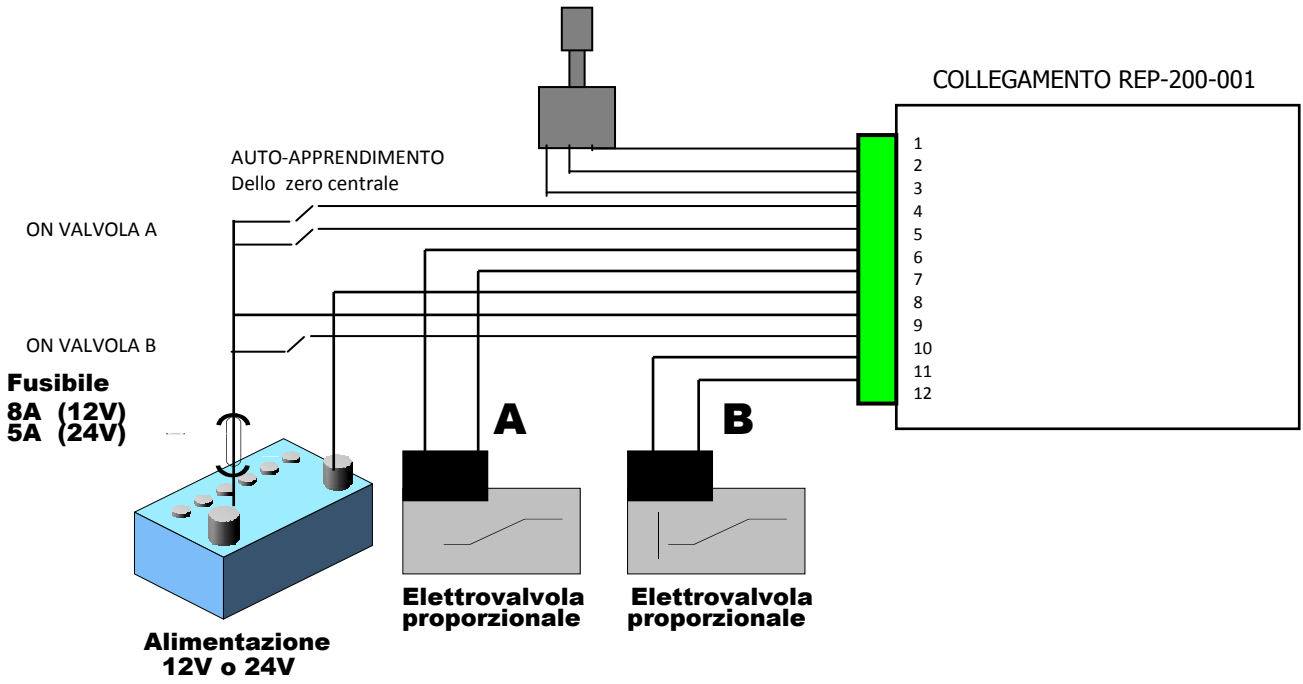 COLLEGAMENTO REP-200-001
1
2
3
4
5
6
7
8
9
10
11
12
AUTO-APPRENDIMENTO
Dello zero centrale
ON VALVOLA A
ON VALVOLA B
Fusibile
8A (12V)
5A (24V)
A
B
Elettrovalvola
proporzionale
Elettrovalvola
proporzionale
Alimentazione
12V o 24V